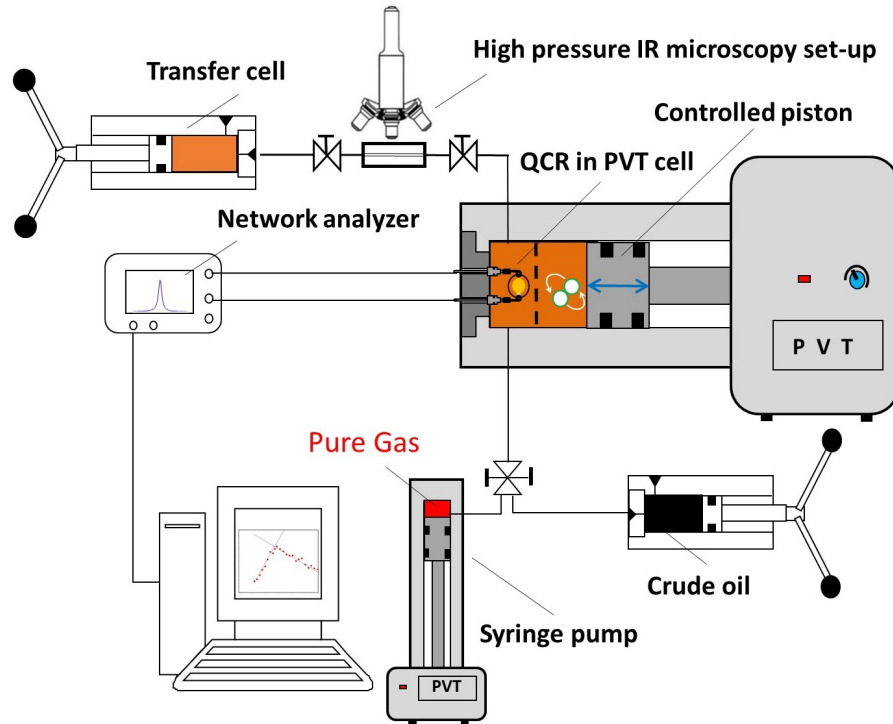 High pressure IR microscopy set-up
Transfer cell
Controlled piston
QCR in PVT cell
Network analyzer
P V T
Pure Gas
Crude oil
Syringe pump
PVT